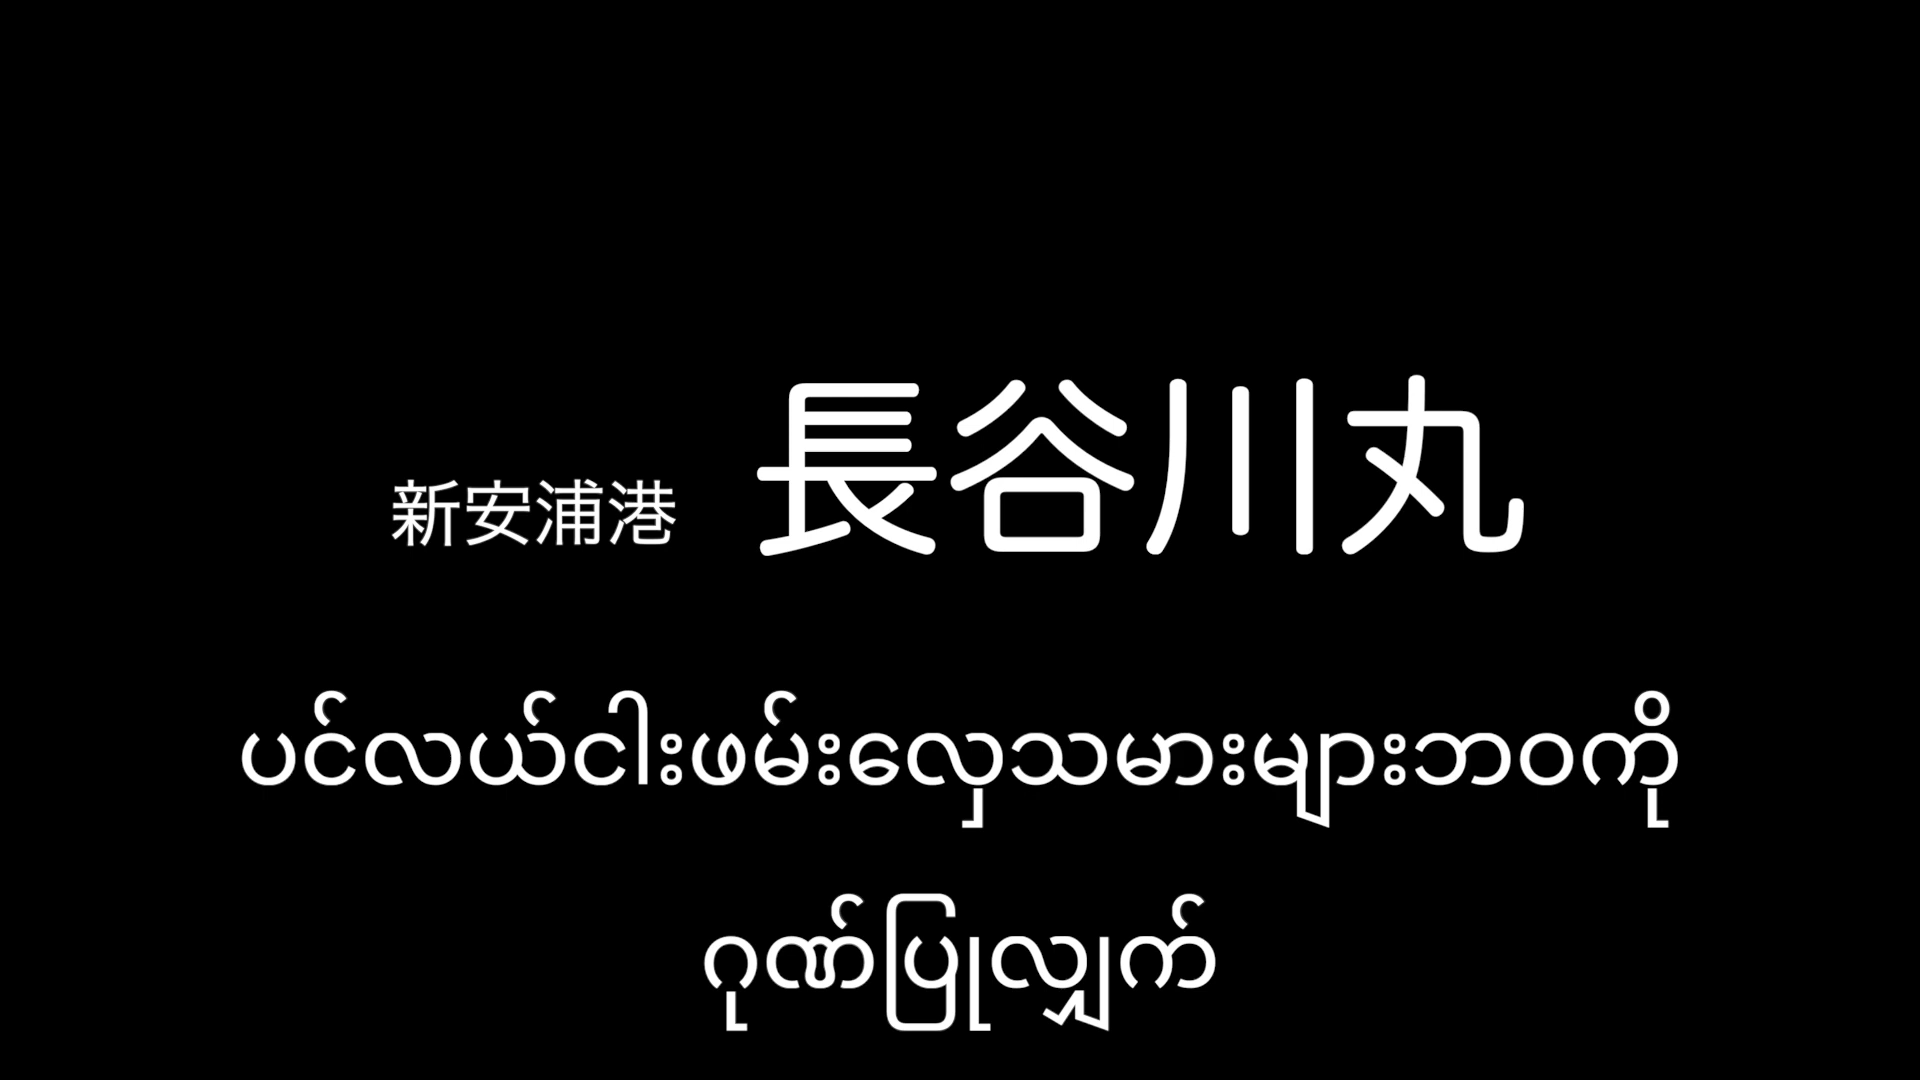 新安浦港 長谷川丸
ပင်လယ်ငါးဖမ်းလှေသမားများဘဝကို
ဂုဏ်ပြုလျှက်